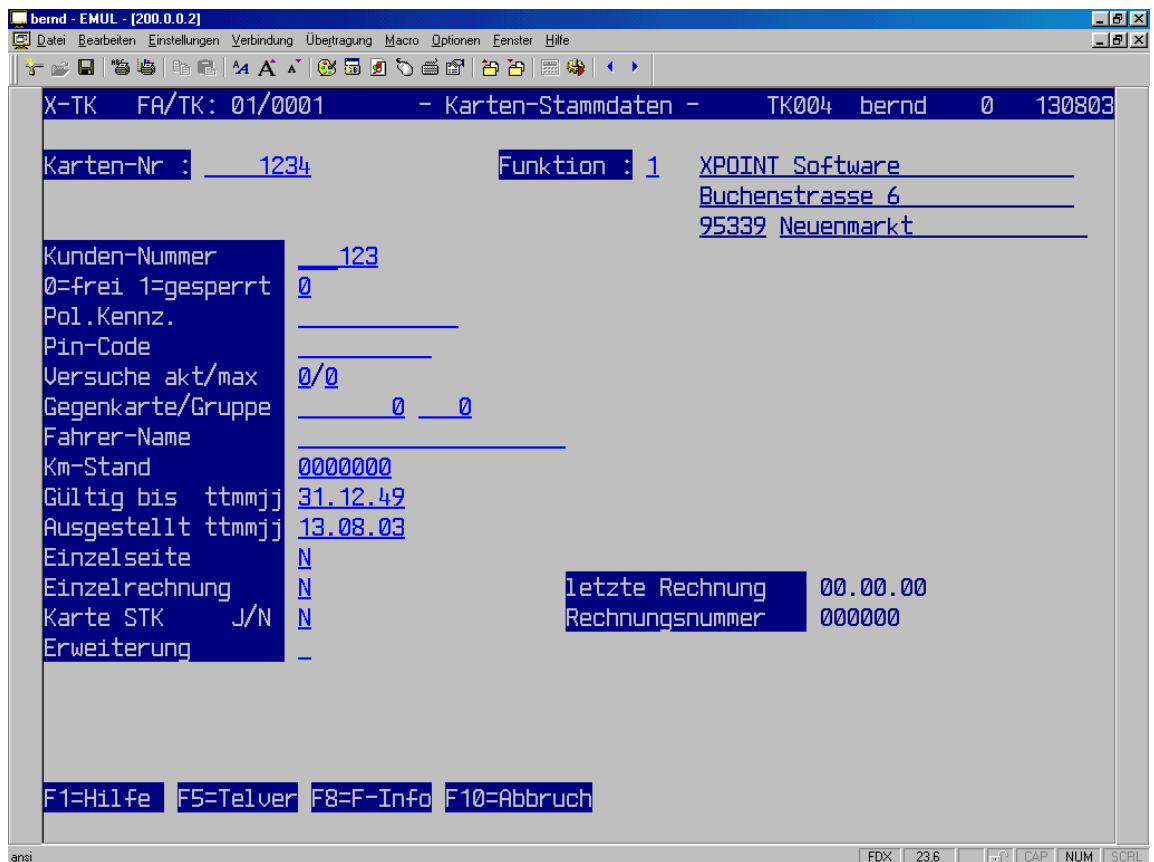 bernd - EMUL - [200.0.0.2]
Datei Bearbeiten Einstellungen Verbindung Übertragung Macro Optionen Fenster Hilfe
X-TK FA/TK: 01/0001 - Karten-Stammdaten - TK004 bernd 0 130803
Karten-Nr : 1234 Funktion : 1 XPOINT Software
Buchenstrasse 6
95339 Neuenmarkt
Kunden-Nummer 123
0=frei 1=gesperrt 0
Pol.Kennz.
Pin-Code
Versuche akt/max 0/0
Gegenkarte/Gruppe 0 0
Fahrer-Name
Km-Stand 0000000
Gültig bis ttmmjj 31.12.49
Ausgestellt ttmmjj 13.08.03
Einzelseite N
Einzelrechnung N letzte Rechnung 00.00.00
Karte STK J/N N Rechnungsnummer 000000
Erweiterung
F1=Hilfe F5=Telver F8=F-Info F10=Abbruch
ansi FDX 23.6 CAP NUM SCRL